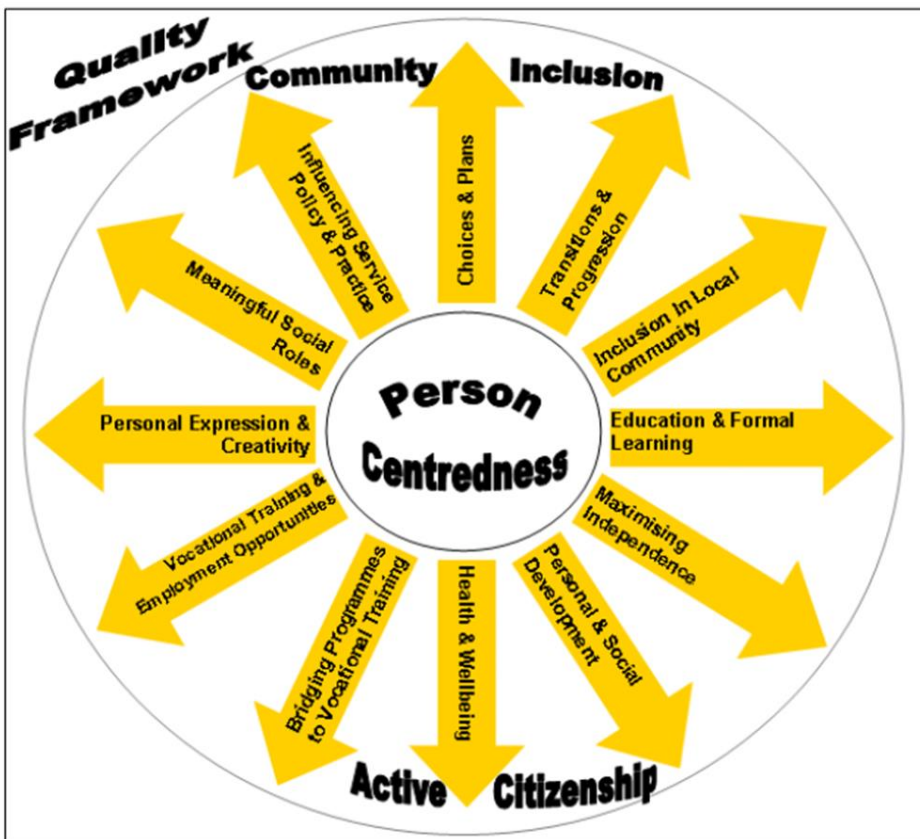 Quality
Framework
Community Inclusion
Choices & Plans
Transitions &
Progression
Inclusion In Local
Community
Education & Formal
Learning
Maximising
Independence
Personal & Social
Development
Health & Wellbeing
Bridging Programmes
to Vocational Training
Vocational Training &
Employment Opportunities
Personal Expression &
Creativity
Meaningful Social
Roles
Influencing Service
Policy & Practice
Person
Centredness
Active Citizenship